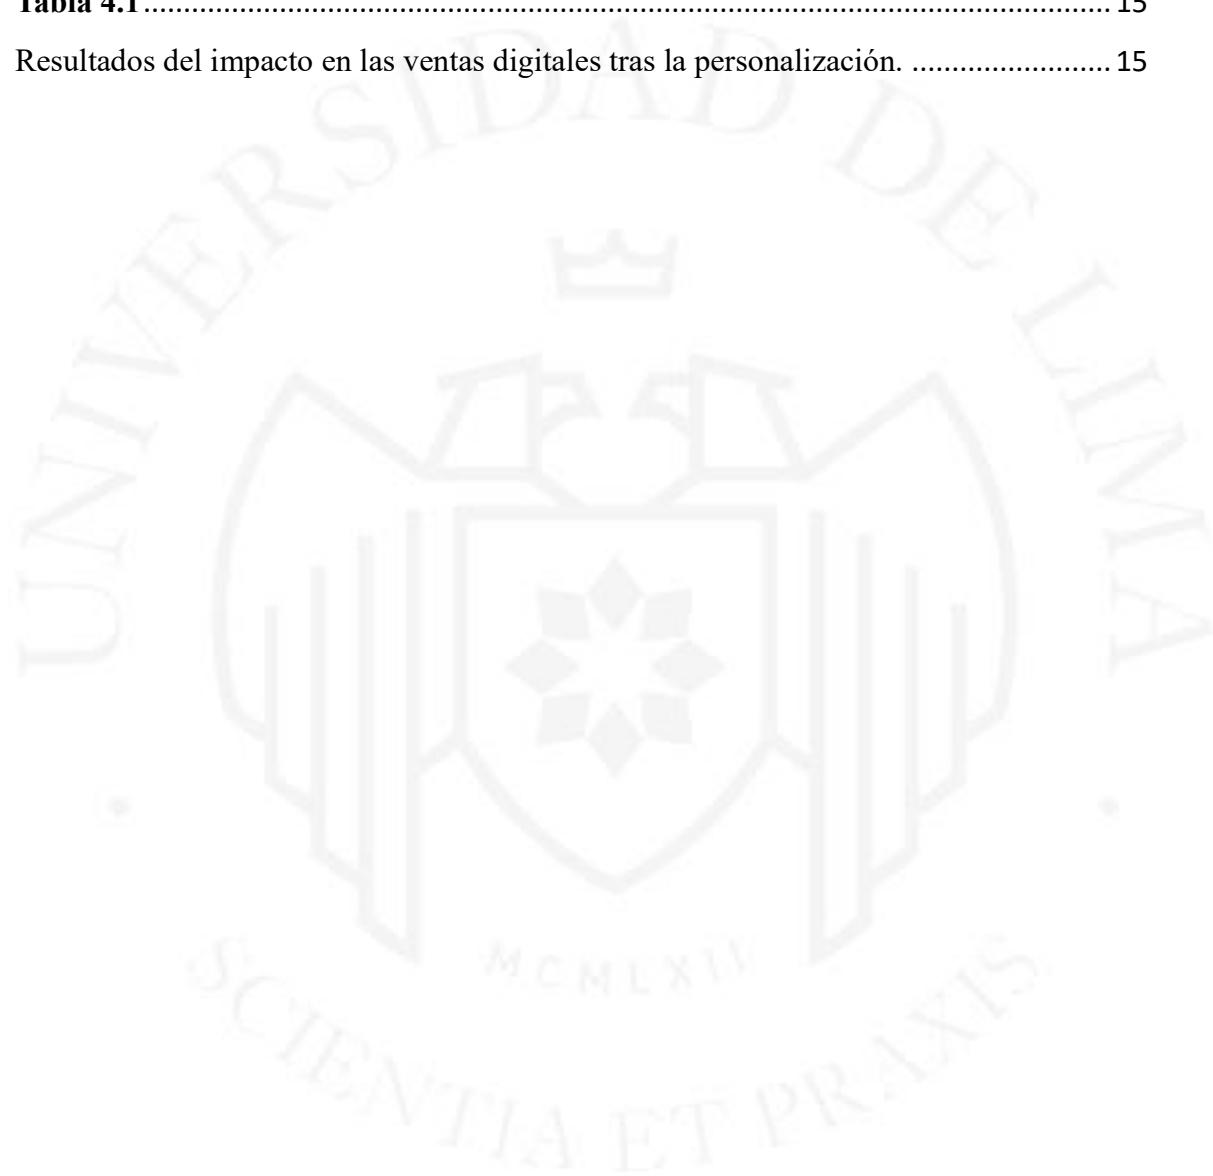 Tabla 4.1 .......... 15
Resultados del impacto en las ventas digitales tras la personalización. .......... 15
UNIVERSIDAD DE LIMA
MCMLXII
SCIENTIA ET PRAXIS